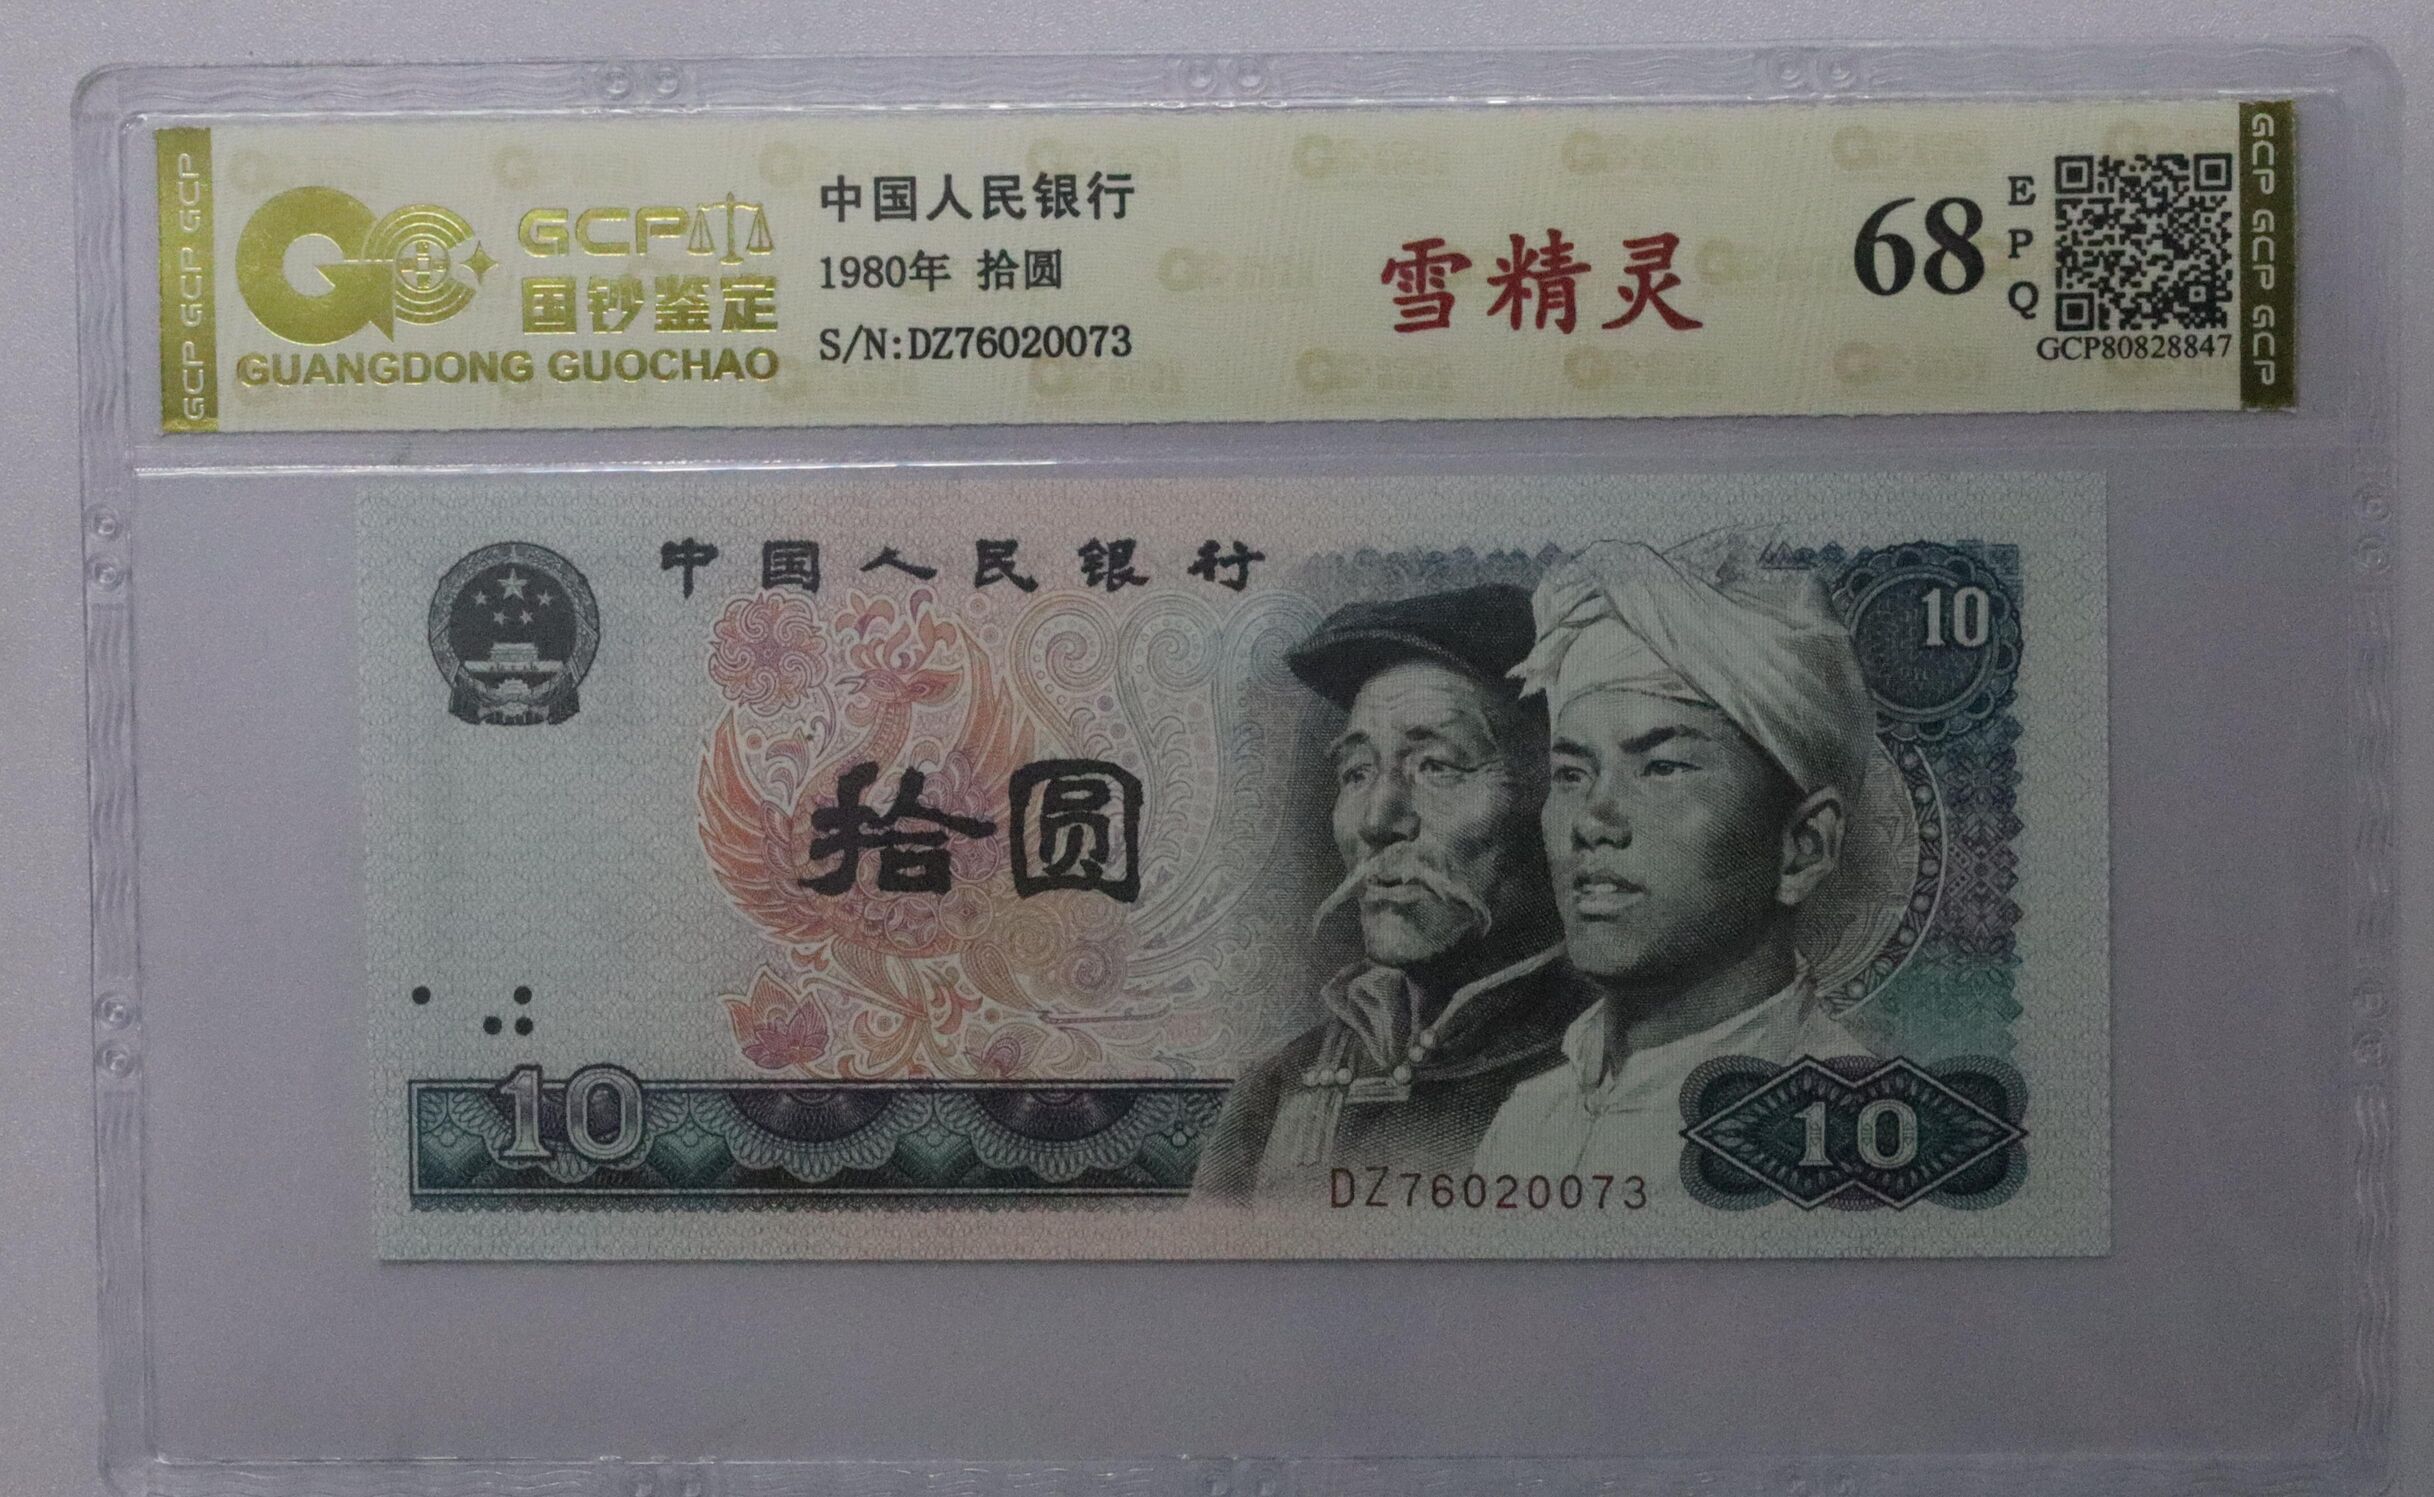 GCP GCP GCP
GCP
国钞鉴定
GUANGDONG GUOCHAO
中国人民银行
1980年 拾圆
S/N:DZ76020073
雪精灵
68
EPQ
GCP80828847
GCP GCP GCP
中国人民银行
10
拾圆
10
10
DZ76020073